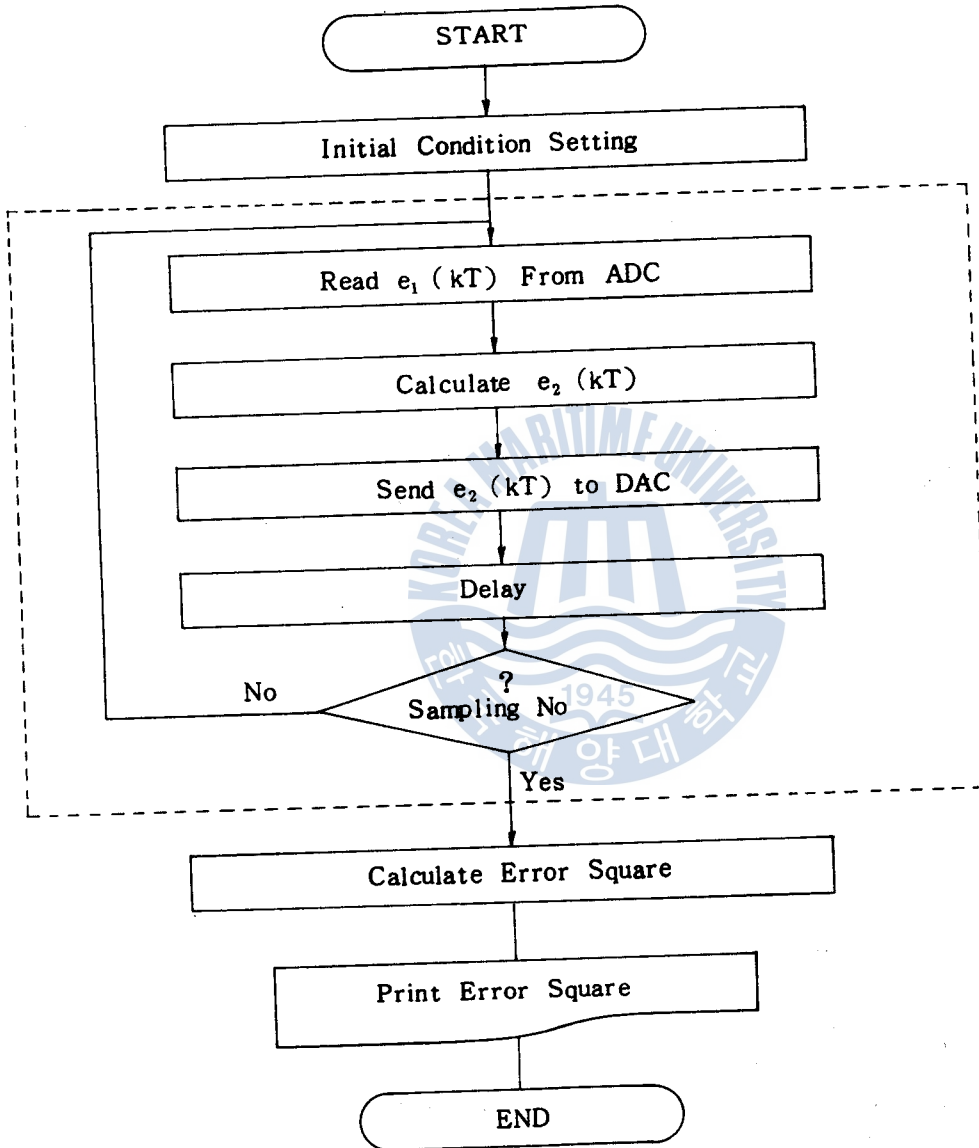 START
Initial Condition Setting
Read e₁ (kT) From ADC
Calculate e₂ (kT)
Send e₂ (kT) to DAC
Delay
?
Sampling No
No
Yes
Calculate Error Square
Print Error Square
END
KOREA MARITIME UNIVERSITY
1945
한국해양대학교